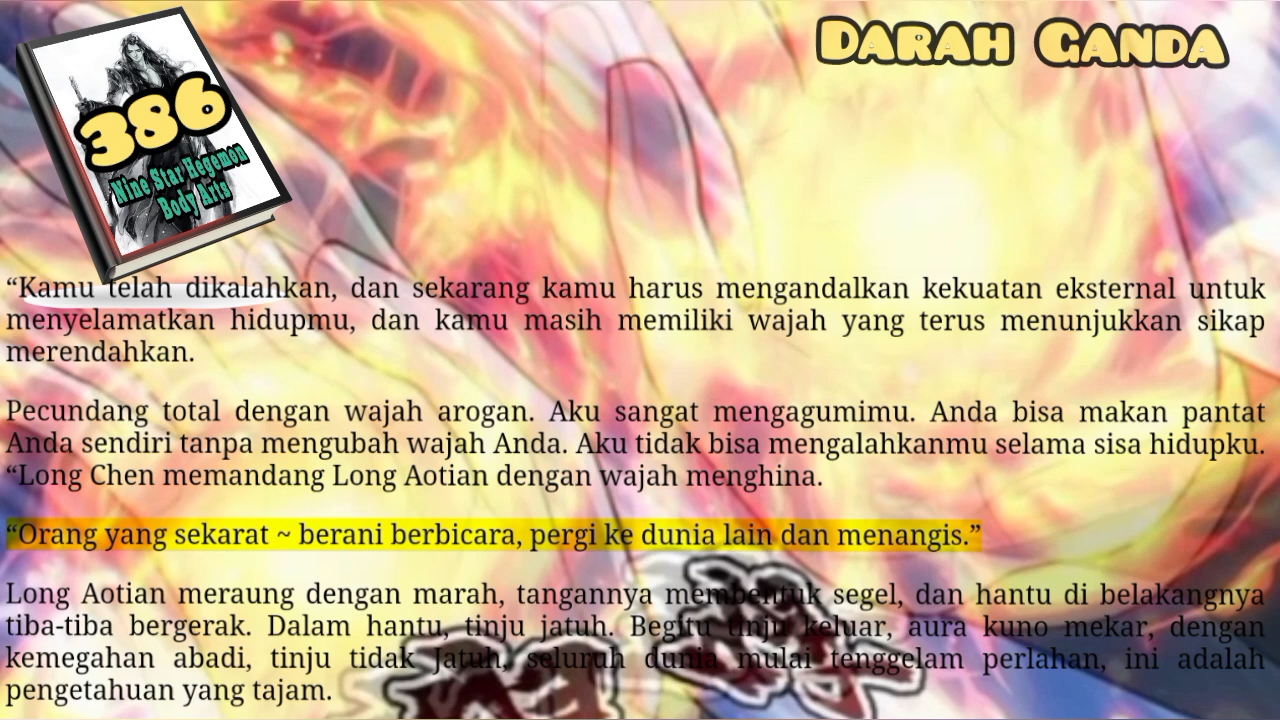 DARAH GANDA
386
Nine Star Hegemon
Body Arts
“Kamu telah dikalahkan, dan sekarang kamu harus mengandalkan kekuatan eksternal untuk
menyelamatkan hidupmu, dan kamu masih memiliki wajah yang terus menunjukkan sikap
merendahkan.
Pecundang total dengan wajah arogan. Aku sangat mengagumimu. Anda bisa makan pantat
Anda sendiri tanpa mengubah wajah Anda. Aku tidak bisa mengalahkanmu selama sisa hidupku.
“Long Chen memandang Long Aotian dengan wajah menghina.
“Orang yang sekarat ~ berani berbicara, pergi ke dunia lain dan menangis.”
Long Aotian meraung dengan marah, tangannya membentuk segel, dan hantu di belakangnya
tiba-tiba bergerak. Dalam hantu, tinju jatuh. Begitu tinju keluar, aura kuno mekar, dengan
kemegahan abadi, tinju tidak Jatuh, seluruh dunia mulai tenggelam perlahan, ini adalah
pengetahuan yang tajam.